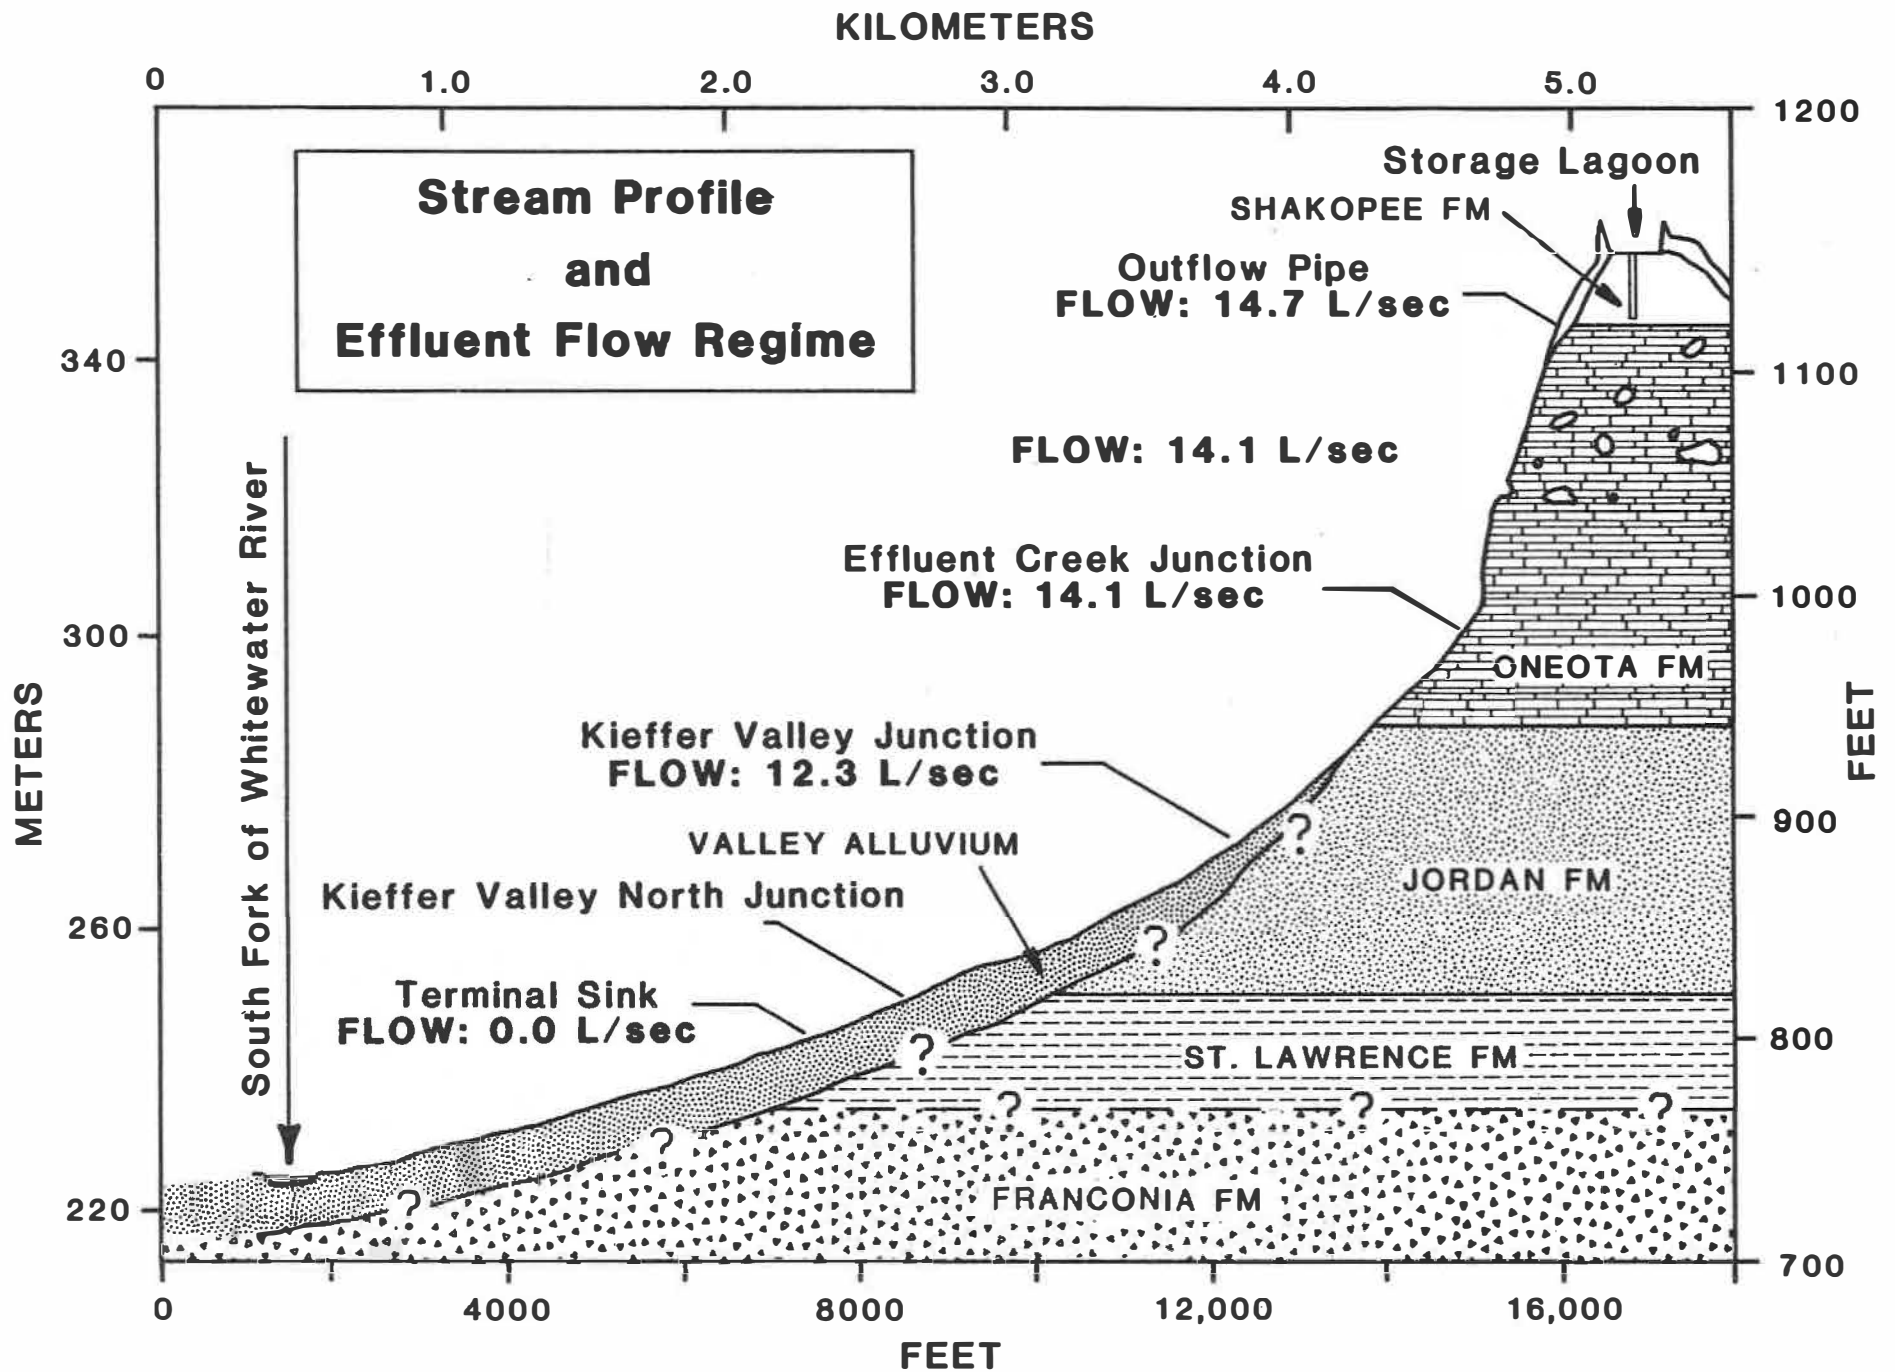 KILOMETERS
0 1.0 2.0 3.0 4.0 5.0
1200
Stream Profile
and
Effluent Flow Regime
Storage Lagoon
SHAKOPEE FM
Outflow Pipe
FLOW: 14.7 L/sec
340
1100
FLOW: 14.1 L/sec
Effluent Creek Junction
FLOW: 14.1 L/sec
1000
300
ONEOTA FM
South Fork of Whitewater River
METERS
FEET
Kieffer Valley Junction
FLOW: 12.3 L/sec
900
?
VALLEY ALLUVIUM
JORDAN FM
Kieffer Valley North Junction
260
?
Terminal Sink
FLOW: 0.0 L/sec
800
?
ST. LAWRENCE FM
? ? ?
?
?
FRANCONIA FM
220
700
0 4000 8000 12,000 16,000
FEET